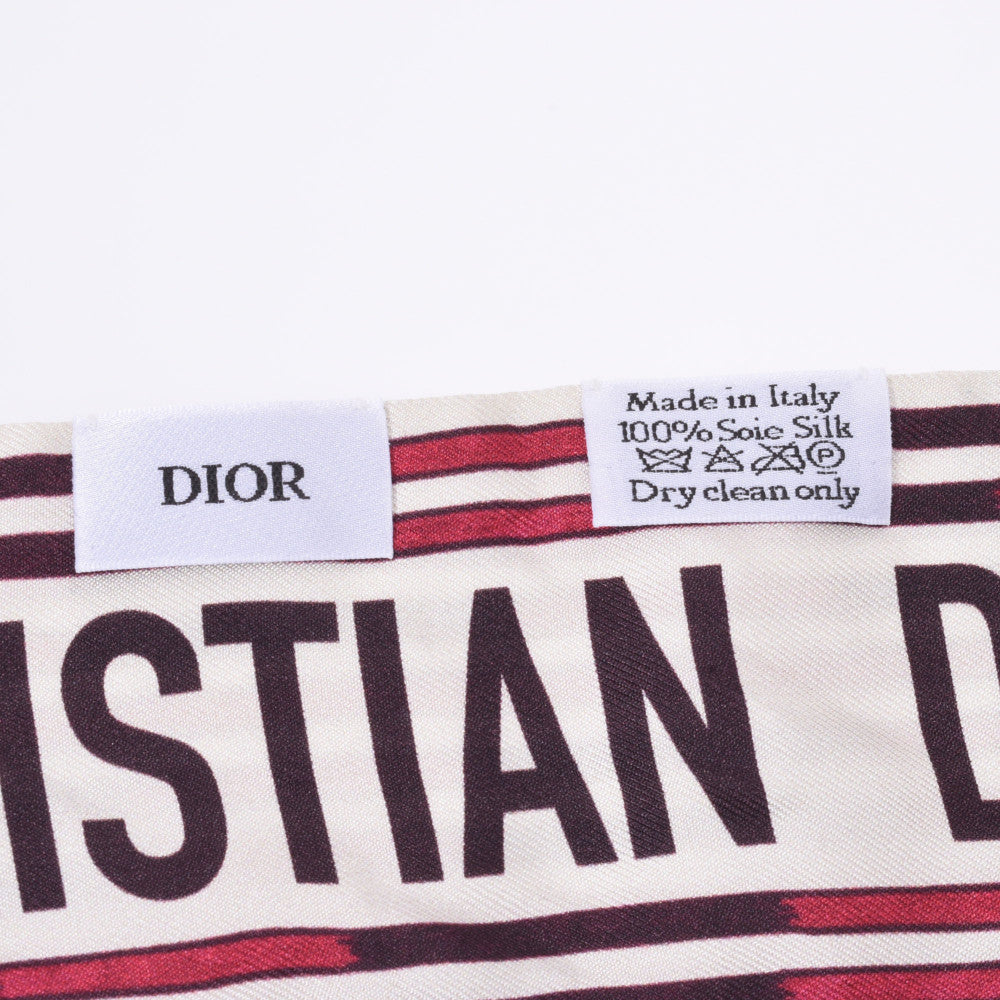 DIOR
Made in Italy
100% Soie Silk
P
Dry clean only
ISTIAN D